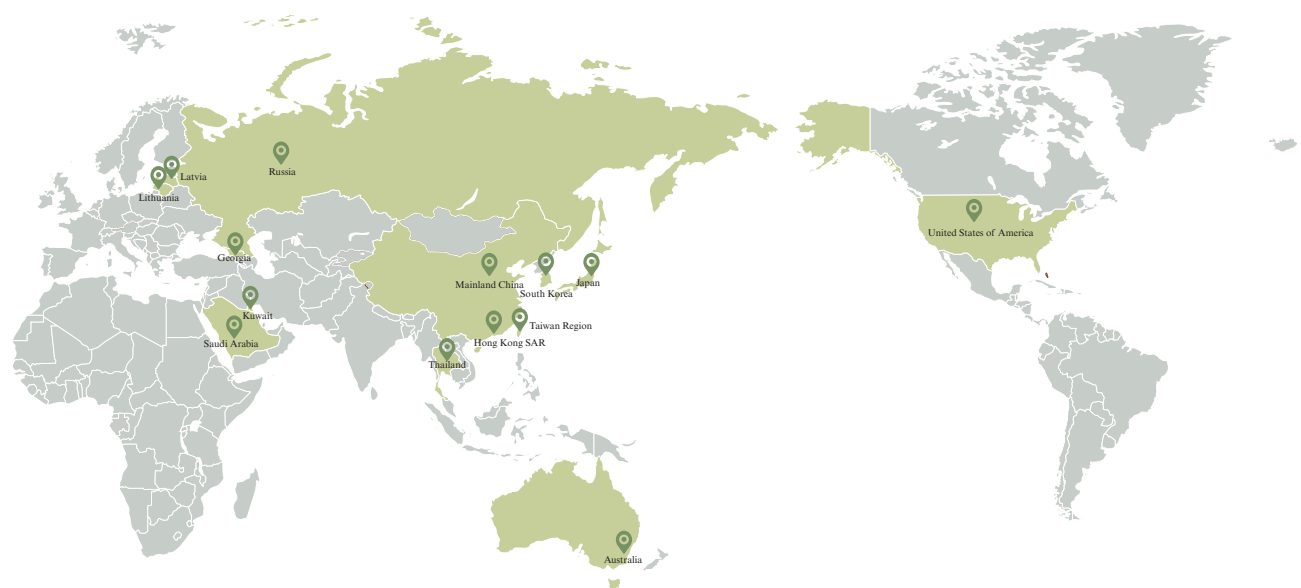 Russia
Latvia
Lithuania
United States of America
Georgia
Mainland China
Japan
South Korea
Kuwait
Taiwan Region
Saudi Arabia
Hong Kong SAR
Thailand
Australia